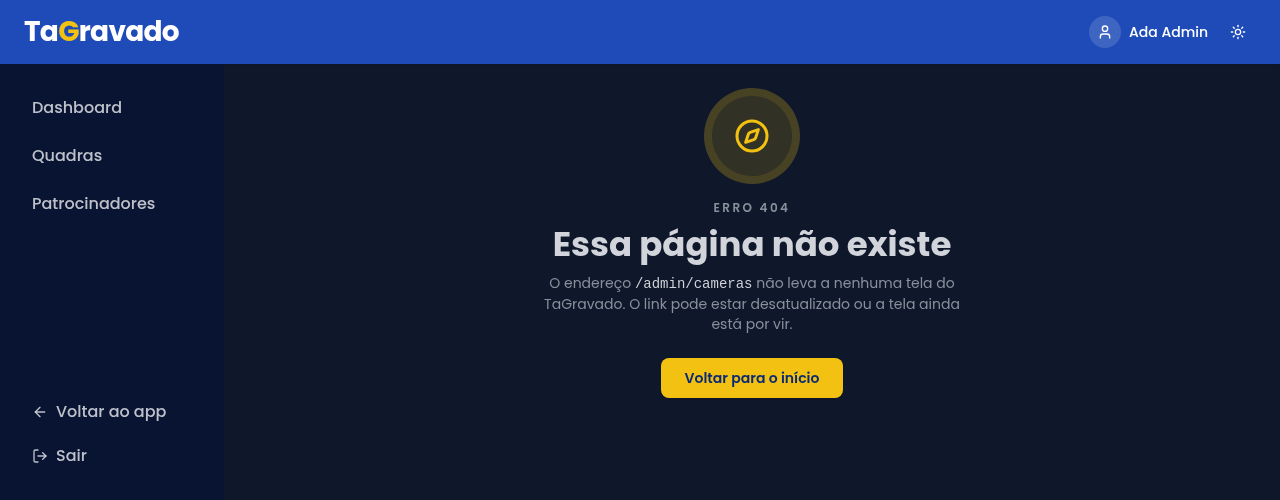 TaGravado
Ada Admin
Dashboard
Quadras
Patrocinadores
Voltar ao app
Sair
ERRO 404
Essa página não existe
O endereço /admin/cameras não leva a nenhuma tela do
TaGravado. O link pode estar desatualizado ou a tela ainda
está por vir.
Voltar para o início